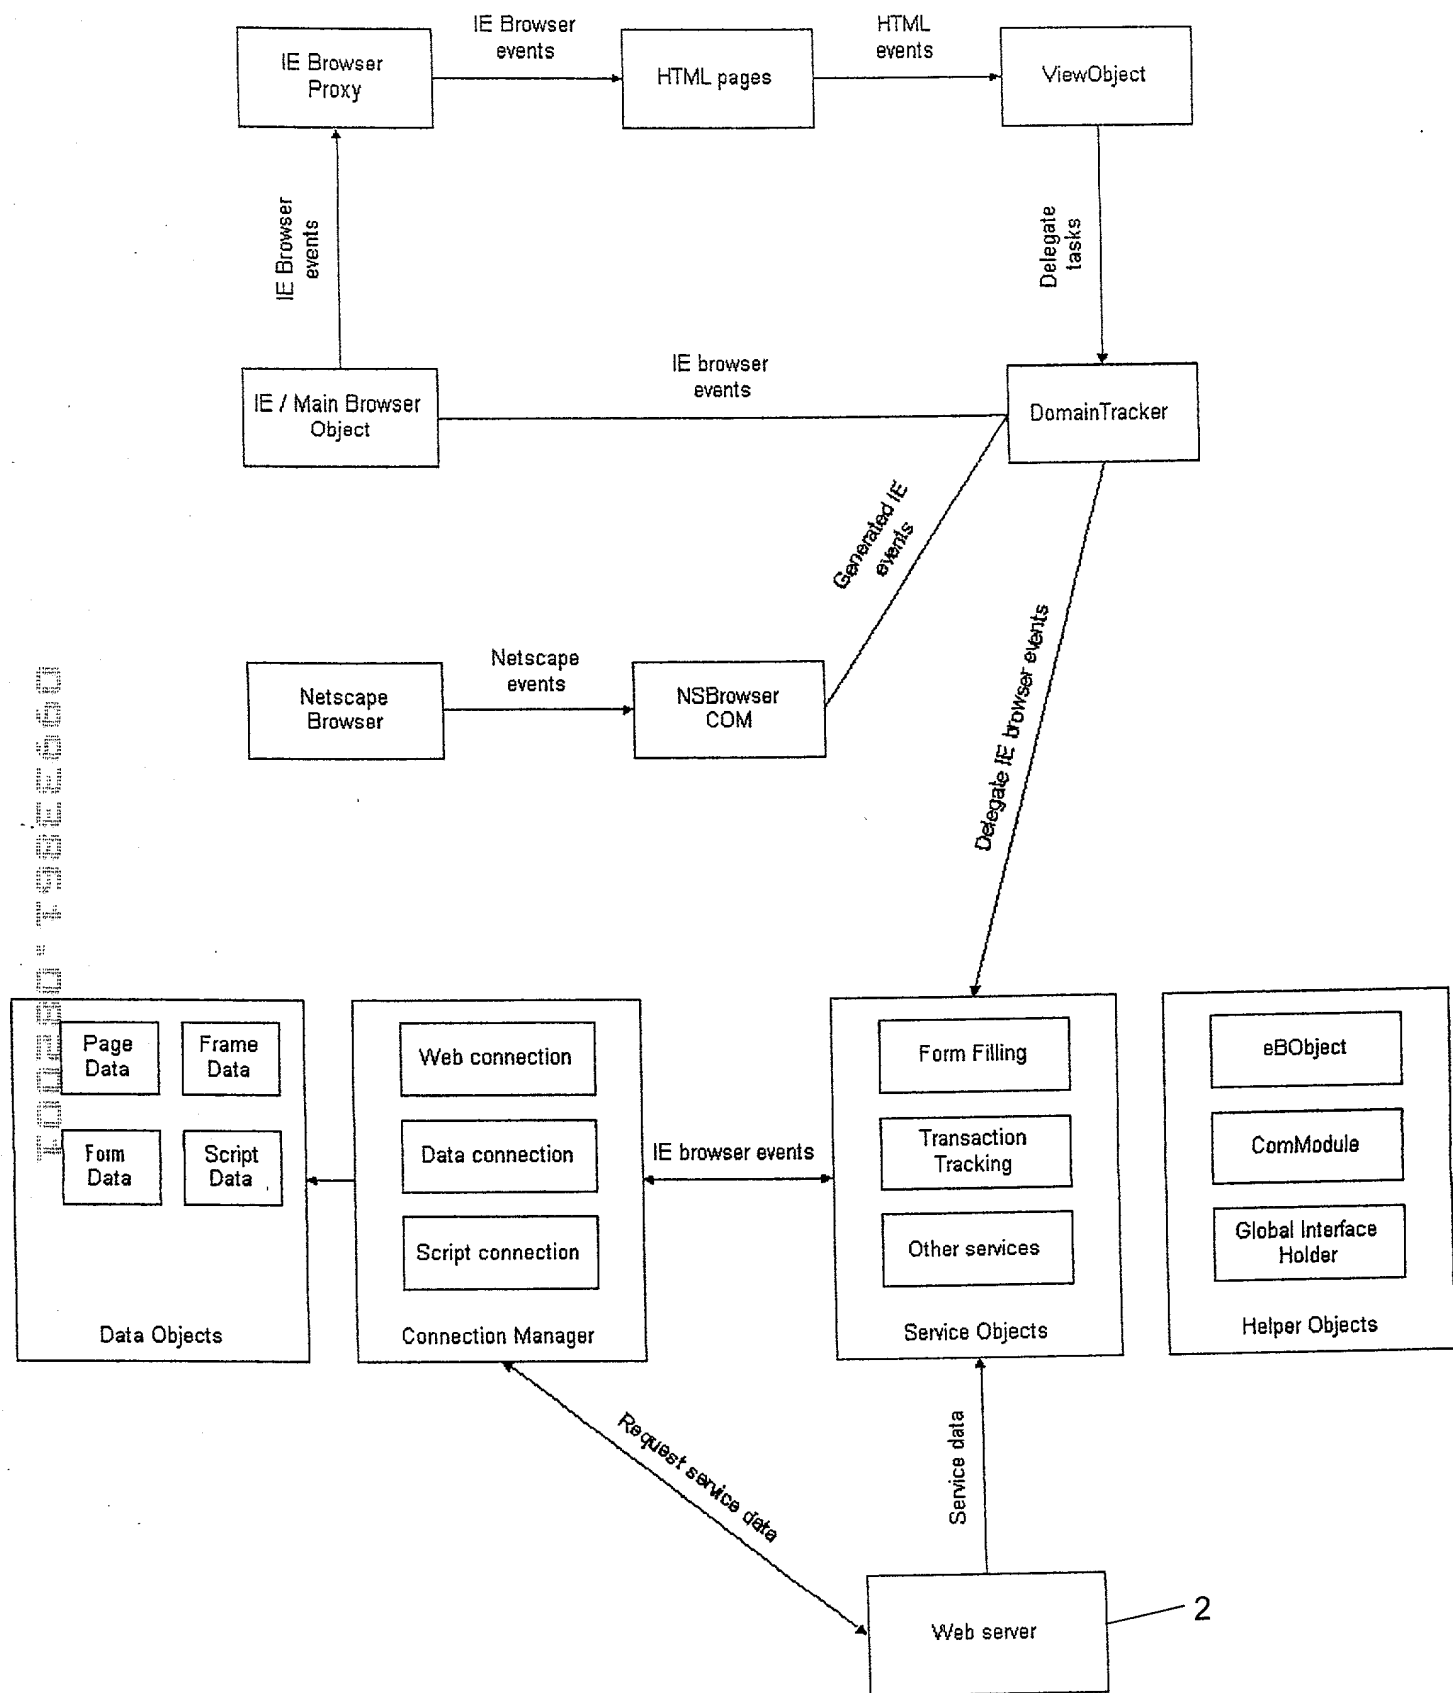 IE Browser
events
HTML
events
IE Browser
Proxy
HTML pages
ViewObject
IE Browser
events
Delegate
tasks
IE browser
events
IE / Main Browser
Object
DomainTracker
Generated IE
events
Netscape
events
Netscape
Browser
NSBrowser
COM
Delegate IE browser events
Page
Data
Frame
Data
Form
Data
Script
Data
Data Objects
Web connection
Data connection
Script connection
Connection Manager
IE browser events
Form Filling
Transaction
Tracking
Other services
Service Objects
eBObject
ComModule
Global Interface
Holder
Helper Objects
Request service data
Service data
Web server
2